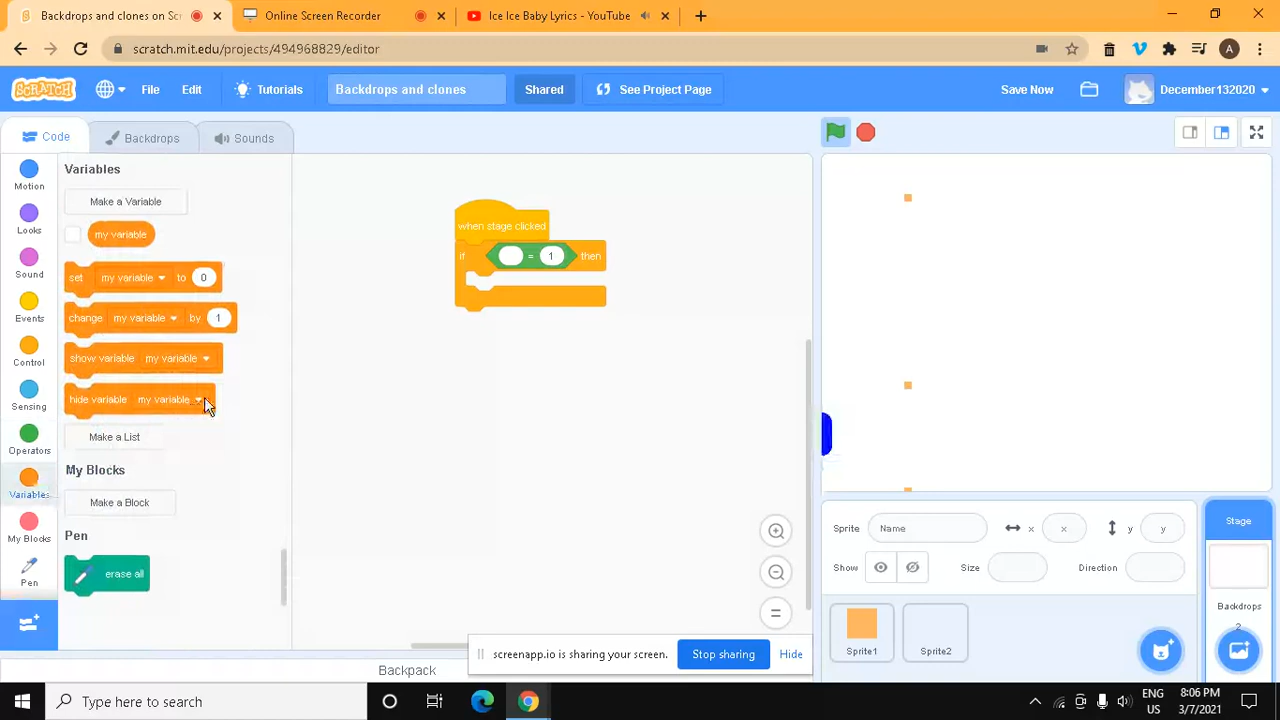 Backdrops and clones on Scr
Online Screen Recorder
Ice Ice Baby Lyrics - YouTube
scratch.mit.edu/projects/494968829/editor
A
SCRATCH
File
Edit
Tutorials
Backdrops and clones
Shared
See Project Page
Save Now
December132020
Code
Backdrops
Sounds
Motion
Looks
Sound
Events
Control
Sensing
Operators
Variables
My Blocks
Pen
Variables
Make a Variable
my variable
set my variable to 0
change my variable by 1
show variable my variable
hide variable my variable
Make a List
My Blocks
Make a Block
Pen
erase all
when stage clicked
if = 1 then
Sprite Name x x y y
Show Size Direction
Sprite1
Sprite2
Stage
Backdrops
2
screenapp.io is sharing your screen.
Stop sharing
Hide
Backpack
Type here to search
ENG
US
8:06 PM
3/7/2021